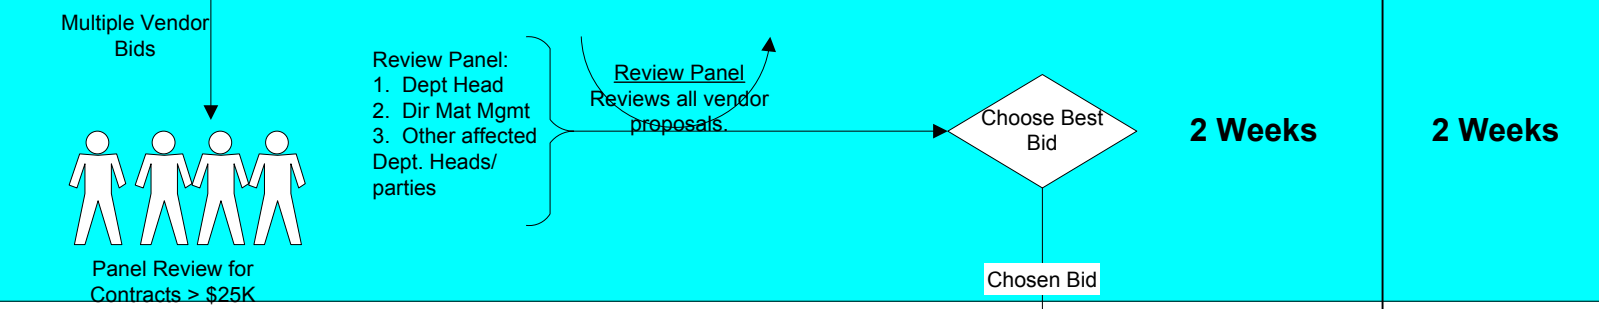 Multiple Vendor
Bids
Panel Review for
Contracts > $25K
Review Panel:
1.  Dept Head
2.  Dir Mat Mgmt
3.  Other affected
Dept. Heads/
parties
Review Panel
Reviews all vendor
proposals.
Choose Best
Bid
Chosen Bid
2 Weeks
2 Weeks